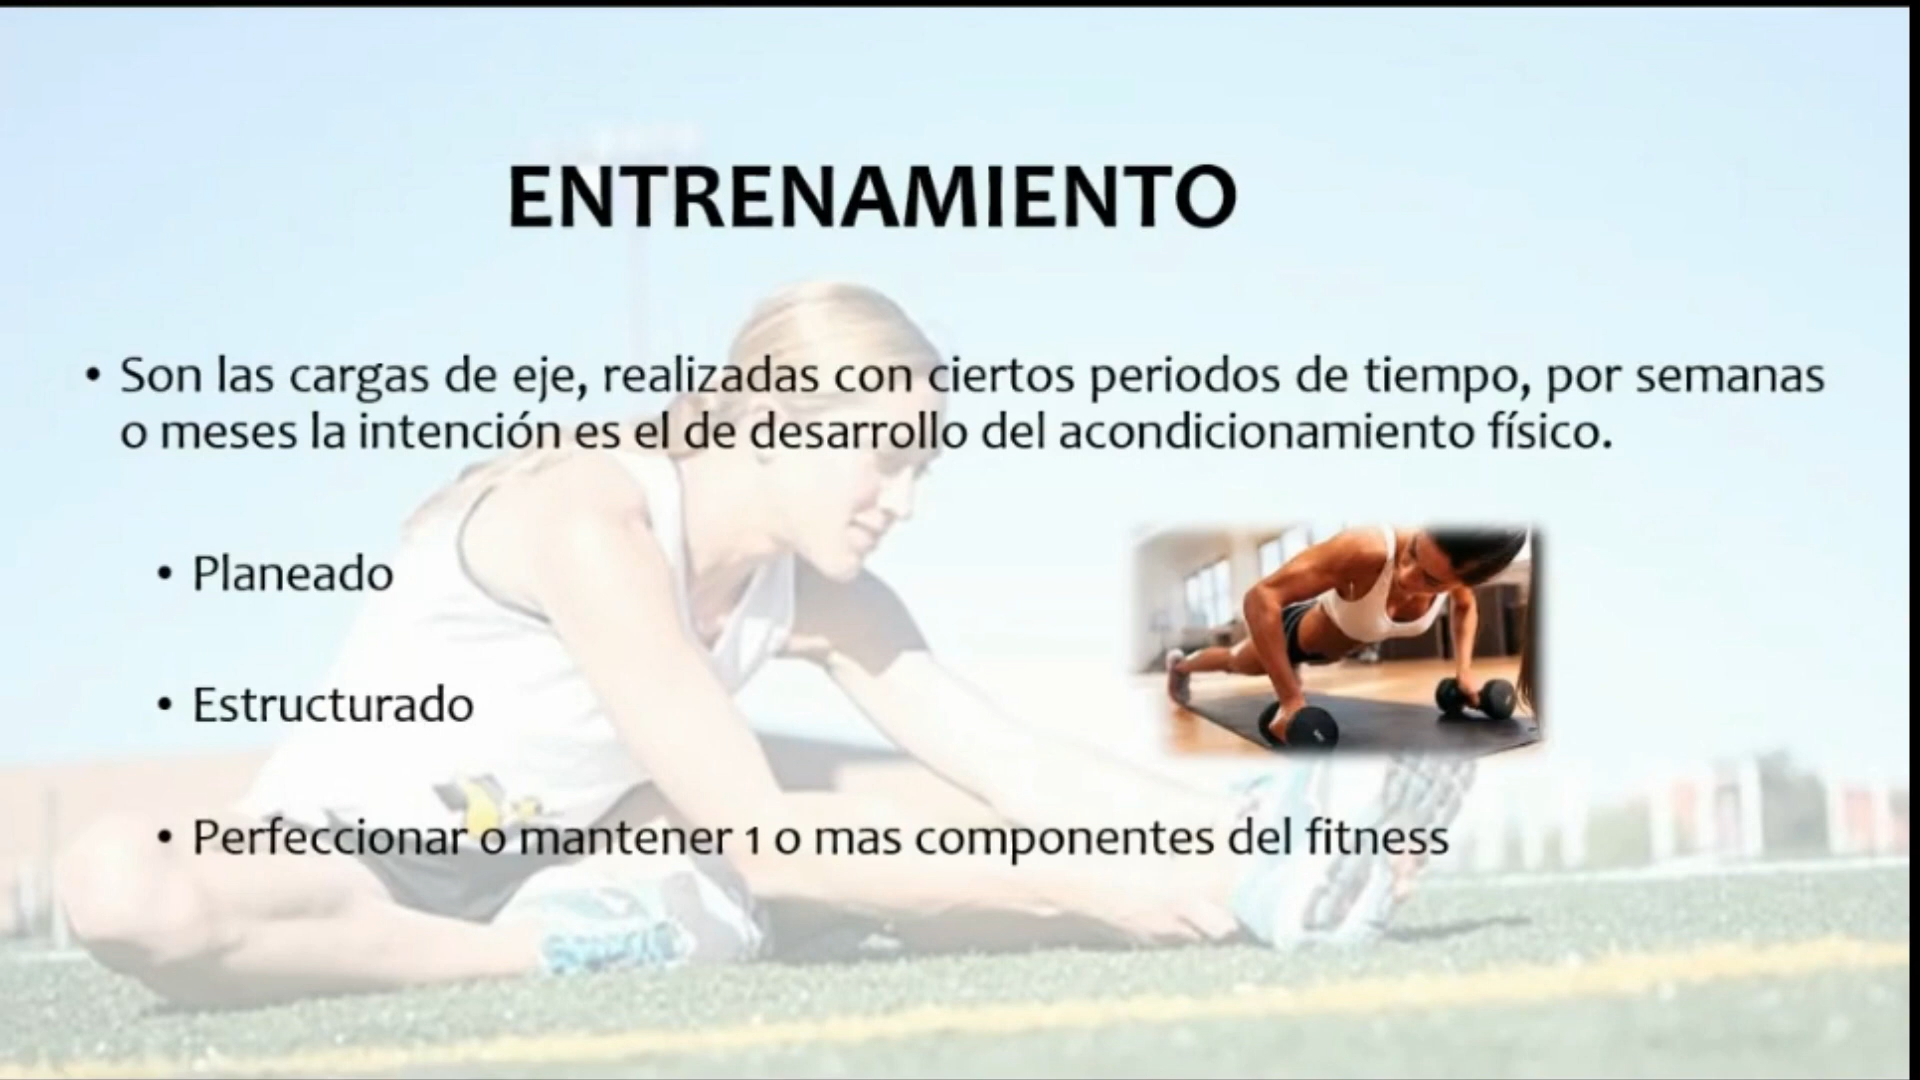 ENTRENAMIENTO
• Son las cargas de eje, realizadas con ciertos periodos de tiempo, por semanas
o meses la intención es el de desarrollo del acondicionamiento físico.
• Planeado
• Estructurado
• Perfeccionar o mantener 1 o mas componentes del fitness